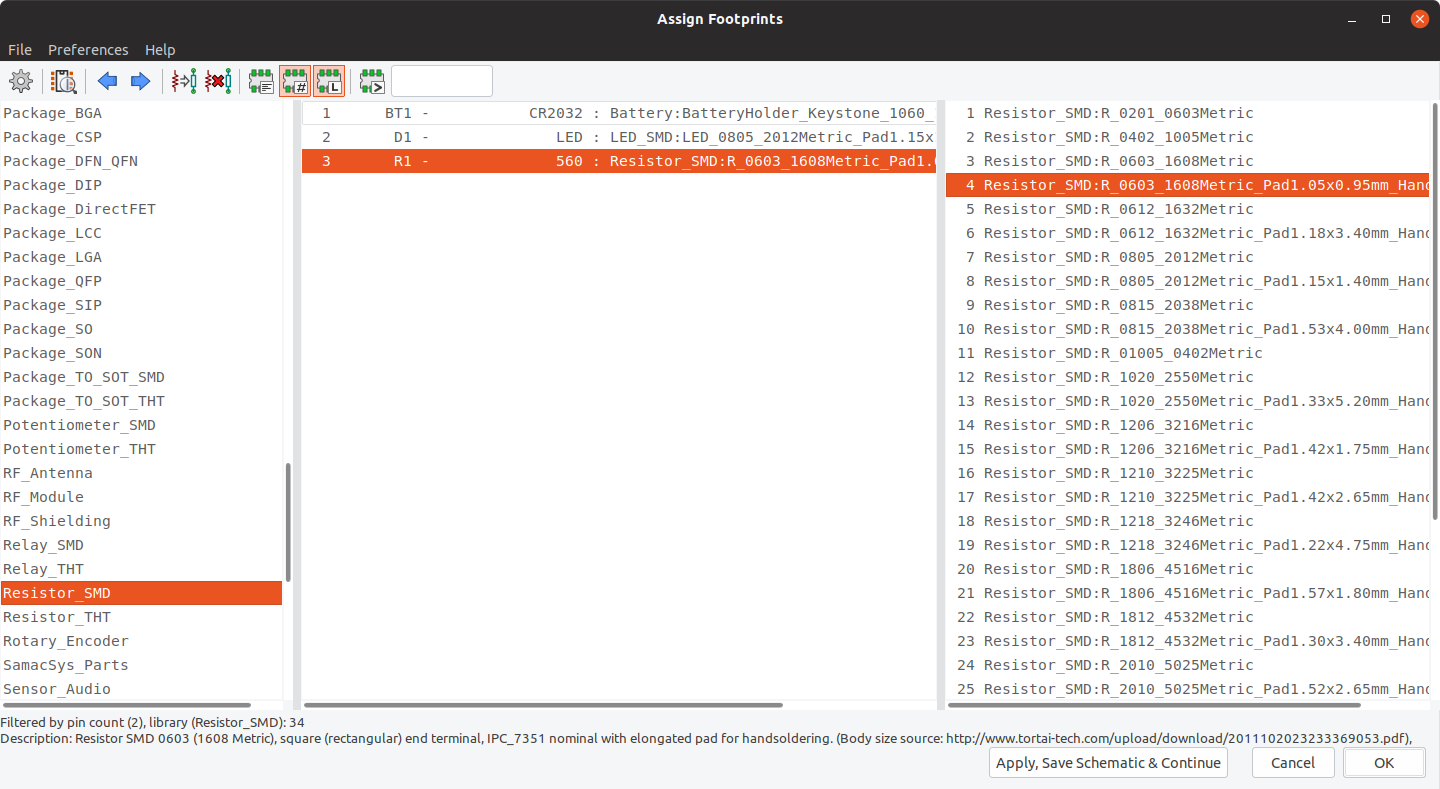 Assign Footprints
File Preferences Help
Package_BGA
Package_CSP
Package_DFN_QFN
Package_DIP
Package_DirectFET
Package_LCC
Package_LGA
Package_QFP
Package_SIP
Package_SO
Package_SON
Package_TO_SOT_SMD
Package_TO_SOT_THT
Potentiometer_SMD
Potentiometer_THT
RF_Antenna
RF_Module
RF_Shielding
Relay_SMD
Relay_THT
Resistor_SMD
Resistor_THT
Rotary_Encoder
SamacSys_Parts
Sensor_Audio
1 BT1 - CR2032 : Battery:BatteryHolder_Keystone_1060_
2 D1 - LED : LED_SMD:LED_0805_2012Metric_Pad1.15x
3 R1 - 560 : Resistor_SMD:R_0603_1608Metric_Pad1.
1 Resistor_SMD:R_0201_0603Metric
2 Resistor_SMD:R_0402_1005Metric
3 Resistor_SMD:R_0603_1608Metric
4 Resistor_SMD:R_0603_1608Metric_Pad1.05x0.95mm_Hand
5 Resistor_SMD:R_0612_1632Metric
6 Resistor_SMD:R_0612_1632Metric_Pad1.18x3.40mm_Hand
7 Resistor_SMD:R_0805_2012Metric
8 Resistor_SMD:R_0805_2012Metric_Pad1.15x1.40mm_Hand
9 Resistor_SMD:R_0815_2038Metric
10 Resistor_SMD:R_0815_2038Metric_Pad1.53x4.00mm_Hand
11 Resistor_SMD:R_01005_0402Metric
12 Resistor_SMD:R_1020_2550Metric
13 Resistor_SMD:R_1020_2550Metric_Pad1.33x5.20mm_Hand
14 Resistor_SMD:R_1206_3216Metric
15 Resistor_SMD:R_1206_3216Metric_Pad1.42x1.75mm_Hand
16 Resistor_SMD:R_1210_3225Metric
17 Resistor_SMD:R_1210_3225Metric_Pad1.42x2.65mm_Hand
18 Resistor_SMD:R_1218_3246Metric
19 Resistor_SMD:R_1218_3246Metric_Pad1.22x4.75mm_Hand
20 Resistor_SMD:R_1806_4516Metric
21 Resistor_SMD:R_1806_4516Metric_Pad1.57x1.80mm_Hand
22 Resistor_SMD:R_1812_4532Metric
23 Resistor_SMD:R_1812_4532Metric_Pad1.30x3.40mm_Hand
24 Resistor_SMD:R_2010_5025Metric
25 Resistor_SMD:R_2010_5025Metric_Pad1.52x2.65mm_Hand
Filtered by pin count (2), library (Resistor_SMD): 34
Description: Resistor SMD 0603 (1608 Metric), square (rectangular) end terminal, IPC_7351 nominal with elongated pad for handsoldering. (Body size source: http://www.tortai-tech.com/upload/download/2011102023233369053.pdf),
Apply, Save Schematic & Continue Cancel OK